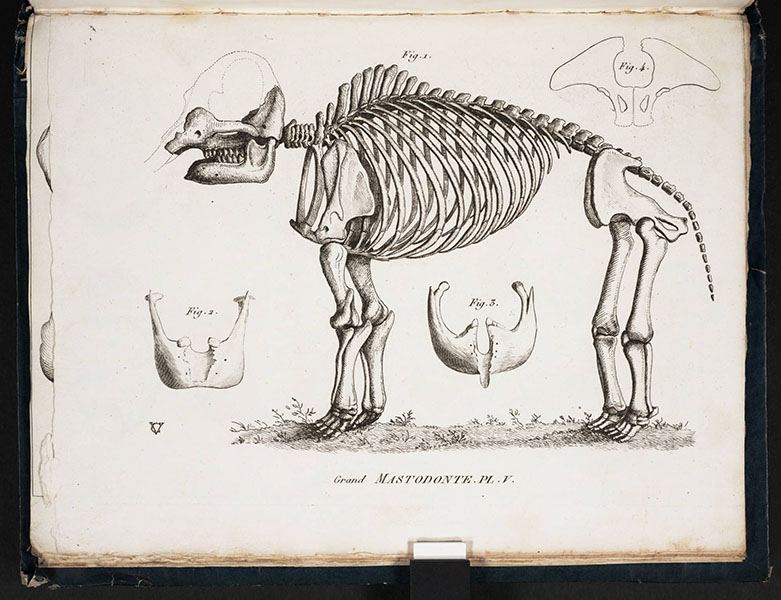 Fig. 1.
Fig. 4.
Fig. 2.
Fig. 3.
Grand MASTODONTE. PL. V.